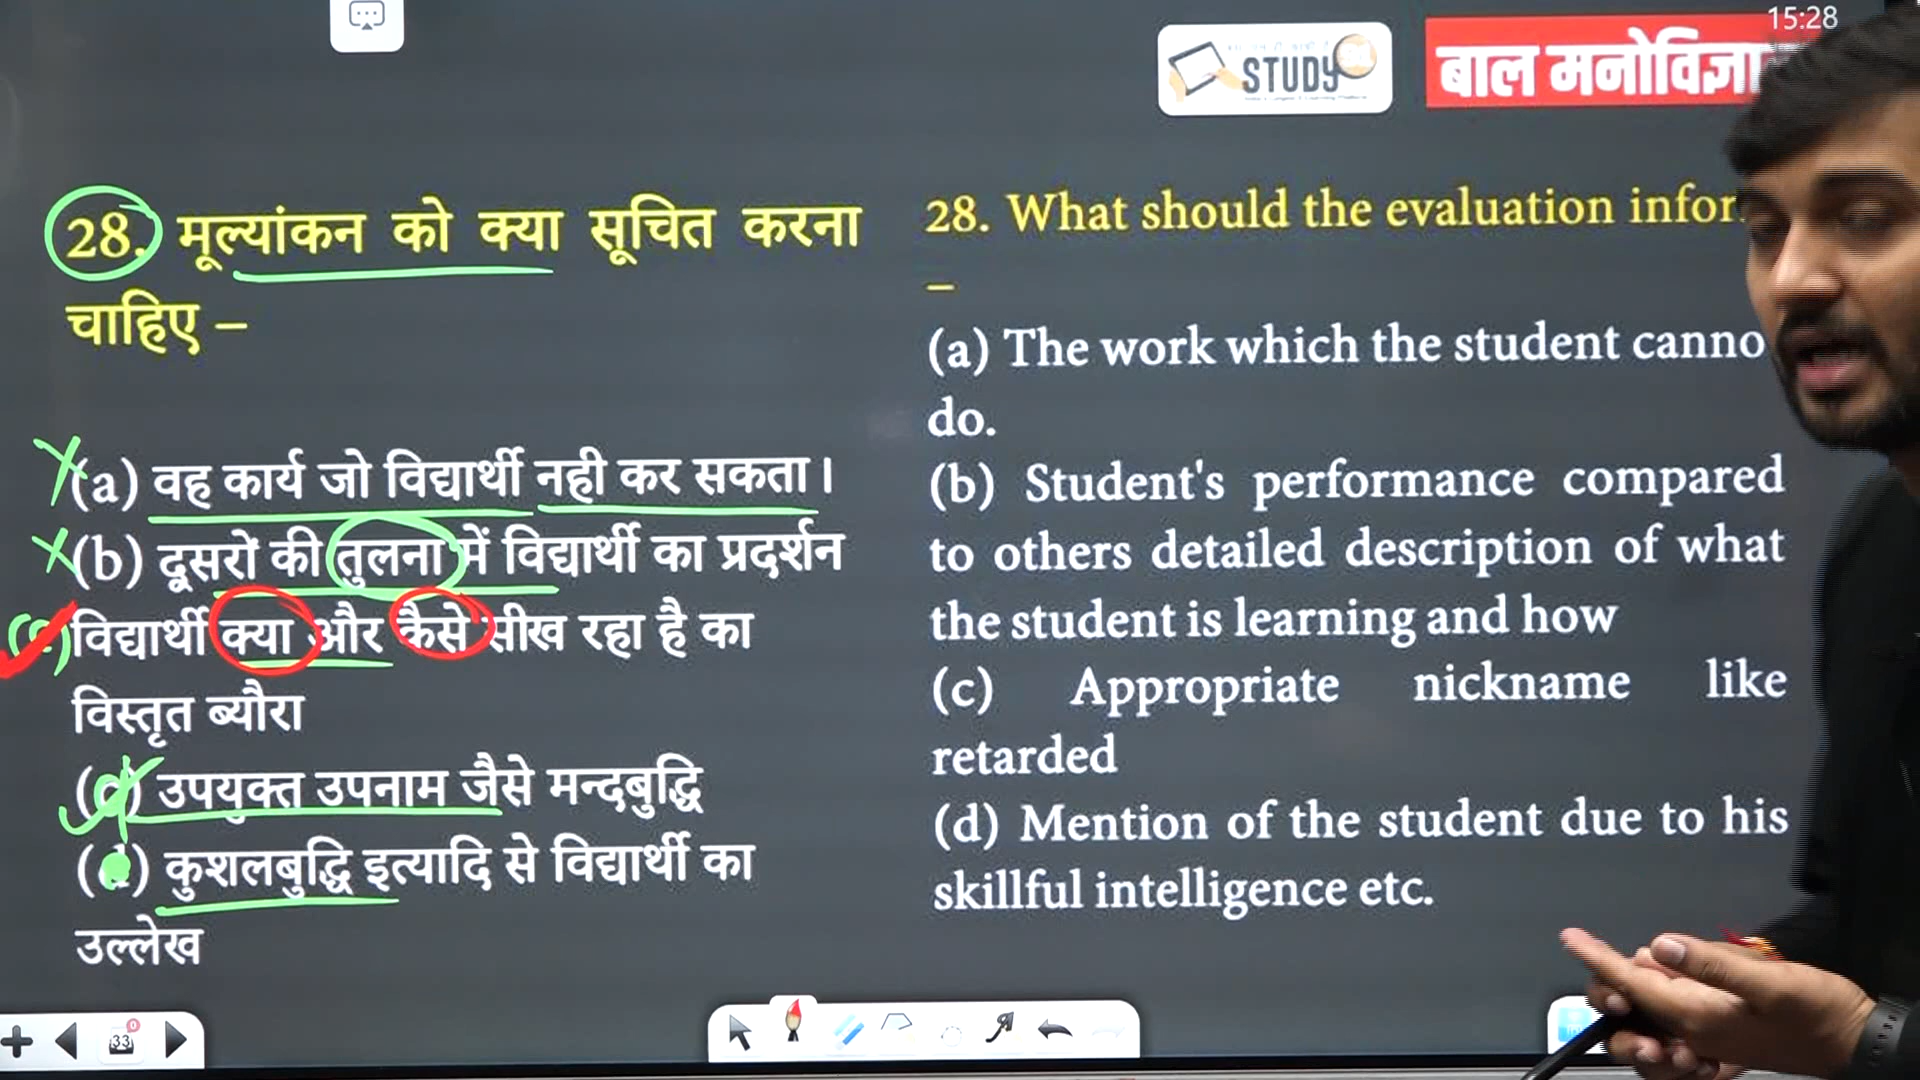 15:28
STUDY
बाल मनोविज्ञा
28. मूल्यांकन को क्या सूचित करना
चाहिए –
(a) वह कार्य जो विद्यार्थी नही कर सकता।
(b) दूसरों की तुलना में विद्यार्थी का प्रदर्शन
(c) विद्यार्थी क्या और कैसे सीख रहा है का
विस्तृत ब्यौरा
(d) उपयुक्त उपनाम जैसे मन्दबुद्धि
(d) कुशलबुद्धि इत्यादि से विद्यार्थी का
उल्लेख
28. What should the evaluation infor
–
(a) The work which the student canno
do.
(b) Student's performance compared
to others detailed description of what
the student is learning and how
(c) Appropriate nickname like
retarded
(d) Mention of the student due to his
skillful intelligence etc.
33
0